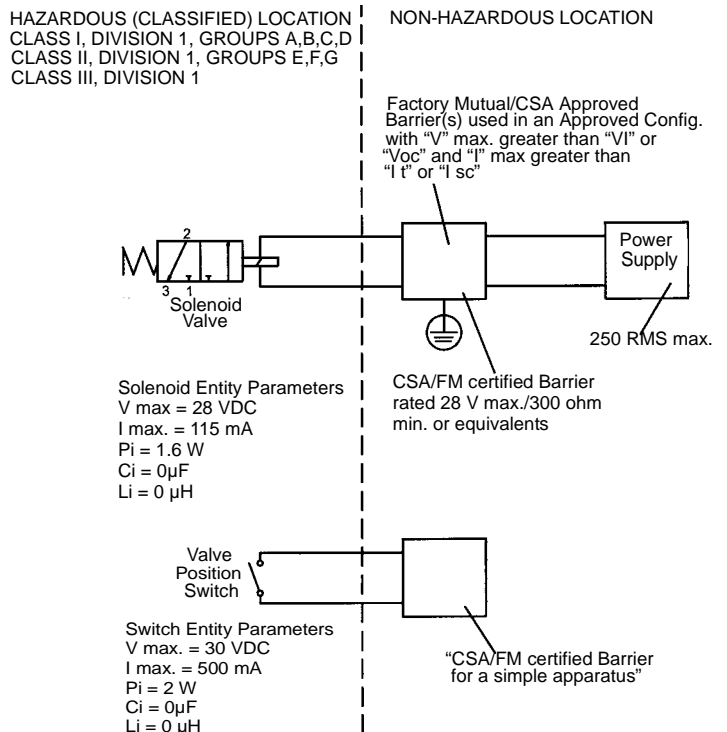 HAZARDOUS (CLASSIFIED) LOCATION
CLASS I, DIVISION 1, GROUPS A,B,C,D
CLASS II, DIVISION 1, GROUPS E,F,G
CLASS III, DIVISION 1
NON-HAZARDOUS LOCATION
Factory Mutual/CSA Approved
Barrier(s) used in an Approved Config.
with “V” max. greater than “VI” or
“Voc” and “I” max greater than
“I t” or “I sc”
2
3 1
Solenoid
Valve
Power
Supply
250 RMS max.
CSA/FM certified Barrier
rated 28 V max./300 ohm
min. or equivalents
Solenoid Entity Parameters
V max = 28 VDC
I max. = 115 mA
Pi = 1.6 W
Ci = 0µF
Li = 0 µH
Valve
Position
Switch
Switch Entity Parameters
V max. = 30 VDC
I max. = 500 mA
Pi = 2 W
Ci = 0µF
Li = 0 µH
“CSA/FM certified Barrier
for a simple apparatus”